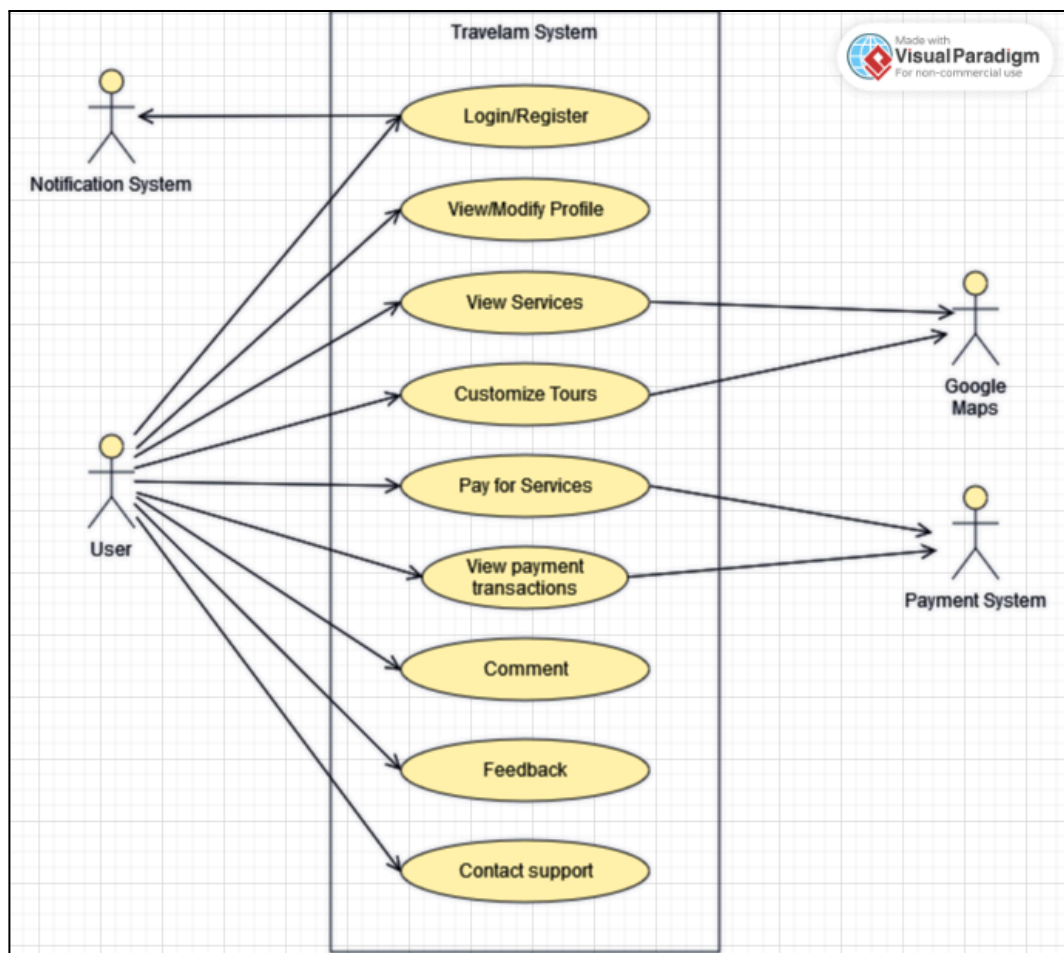 Travelam System
Made with
Visual Paradigm
For non-commercial use
Login/Register
Notification System
View/Modify Profile
View Services
Google
Maps
Customize Tours
Pay for Services
User
View payment
transactions
Payment System
Comment
Feedback
Contact support